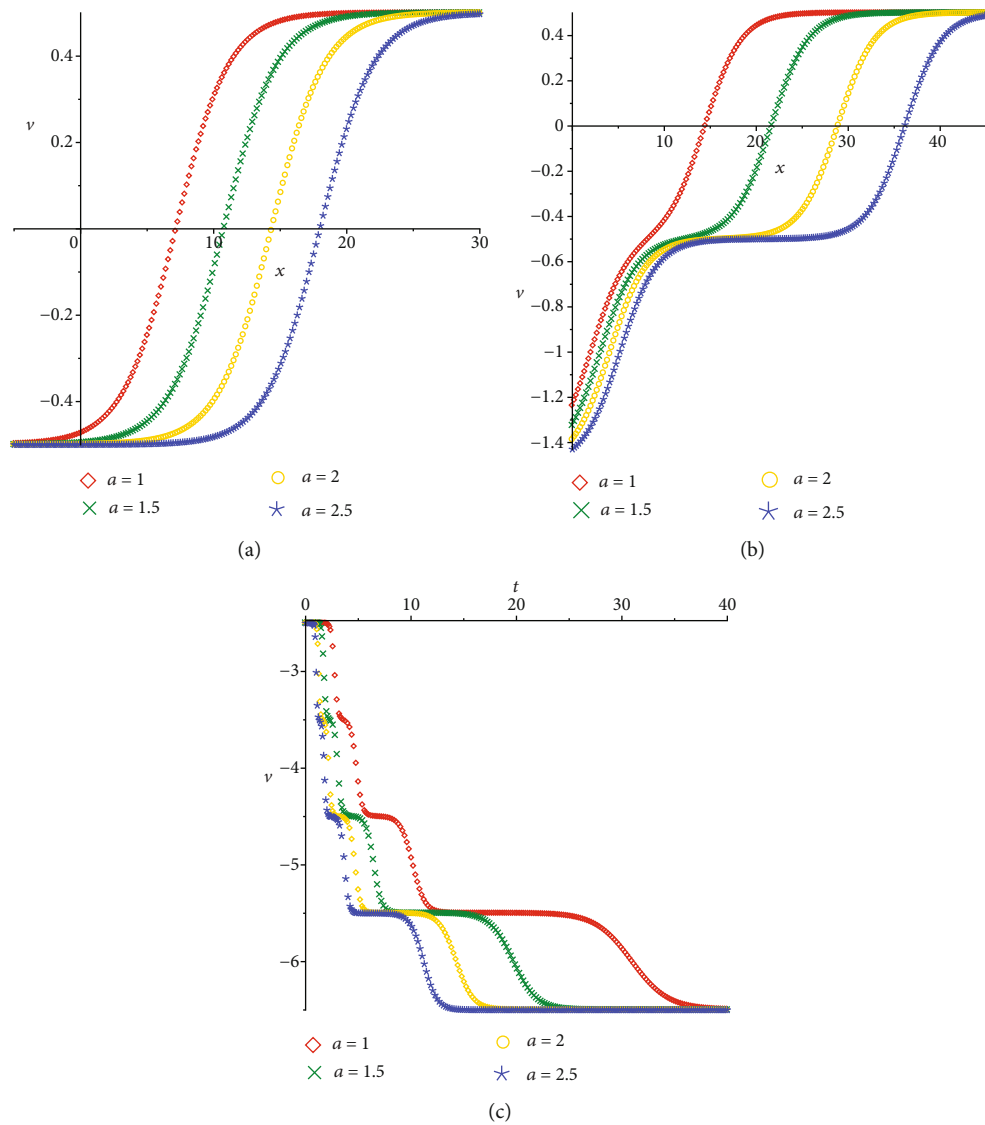 0.4
0.2
v
0
10
20
30
x
−0.2
−0.4
a = 1
a = 2
a = 1.5
a = 2.5
(a)
0.4
0.2
0
10
20
30
40
x
−0.2
−0.4
−0.6
v
−0.8
−1
−1.2
−1.4
a = 1
a = 2
a = 1.5
a = 2.5
(b)
t
0
10
20
30
40
−3
−4
v
−5
−6
a = 1
a = 2
a = 1.5
a = 2.5
(c)